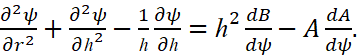 ∂²ψ/∂r² + ∂²ψ/∂h² − 1/h ∂ψ/∂h = h² dB/dψ − A dA/dψ.